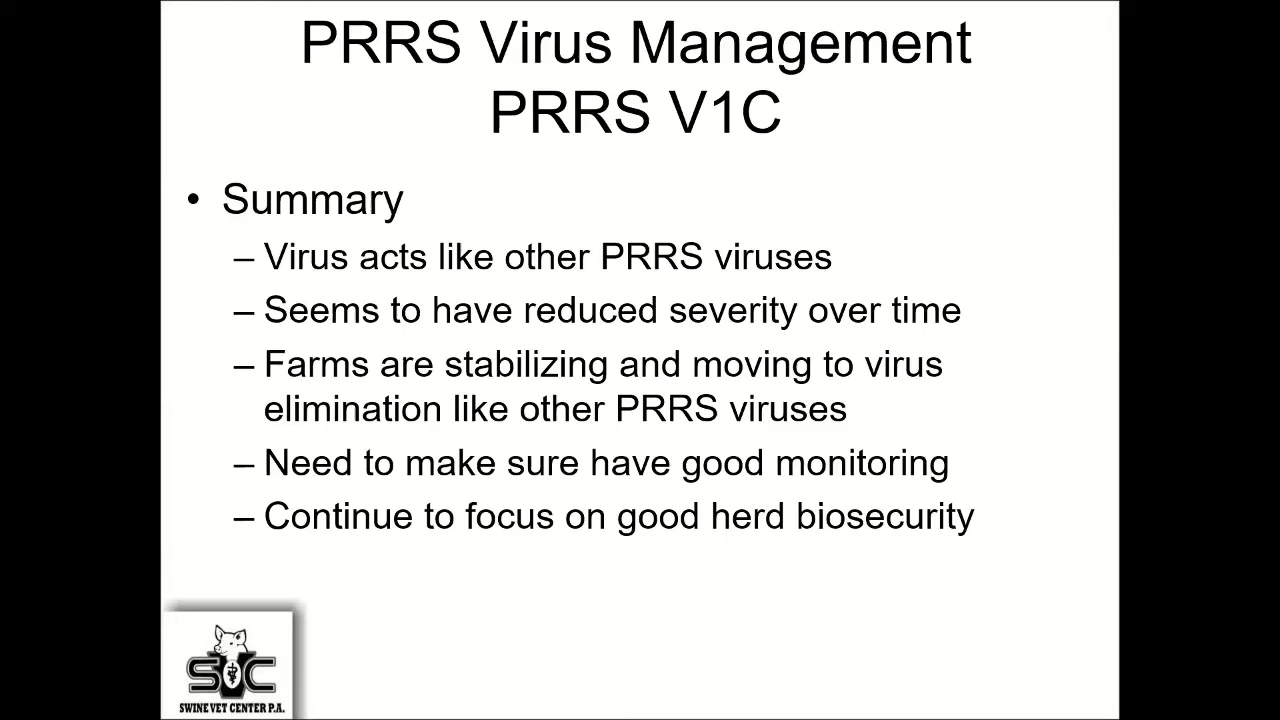 PRRS Virus Management
PRRS V1C
• Summary
– Virus acts like other PRRS viruses
– Seems to have reduced severity over time
– Farms are stabilizing and moving to virus
elimination like other PRRS viruses
– Need to make sure have good monitoring
– Continue to focus on good herd biosecurity
SVC
SWINE VET CENTER P.A.